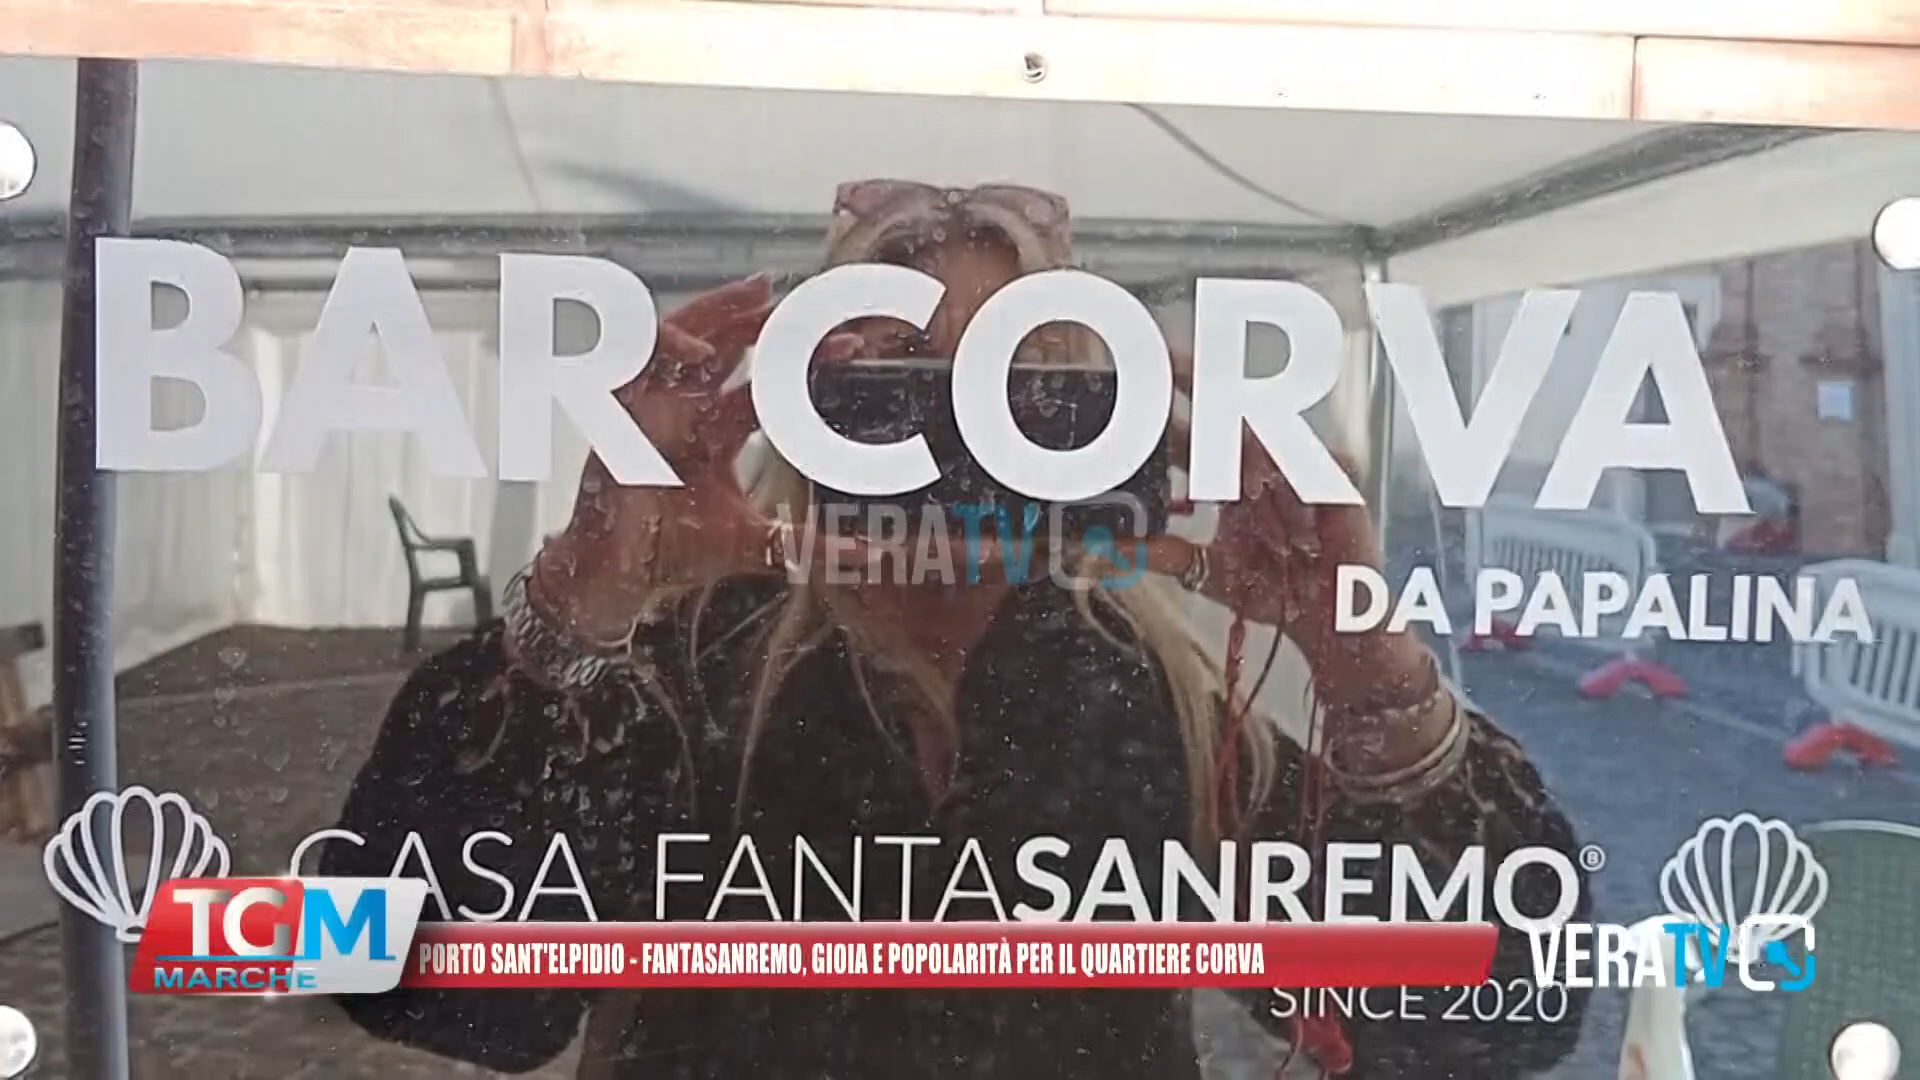 BAR CORVA
VERATV
DA PAPALINA
CASA FANTASANREMO®
TGM
MARCHE
PORTO SANT'ELPIDIO - FANTASANREMO, GIOIA E POPOLARITÀ PER IL QUARTIERE CORVA
VERATV
SINCE 2020